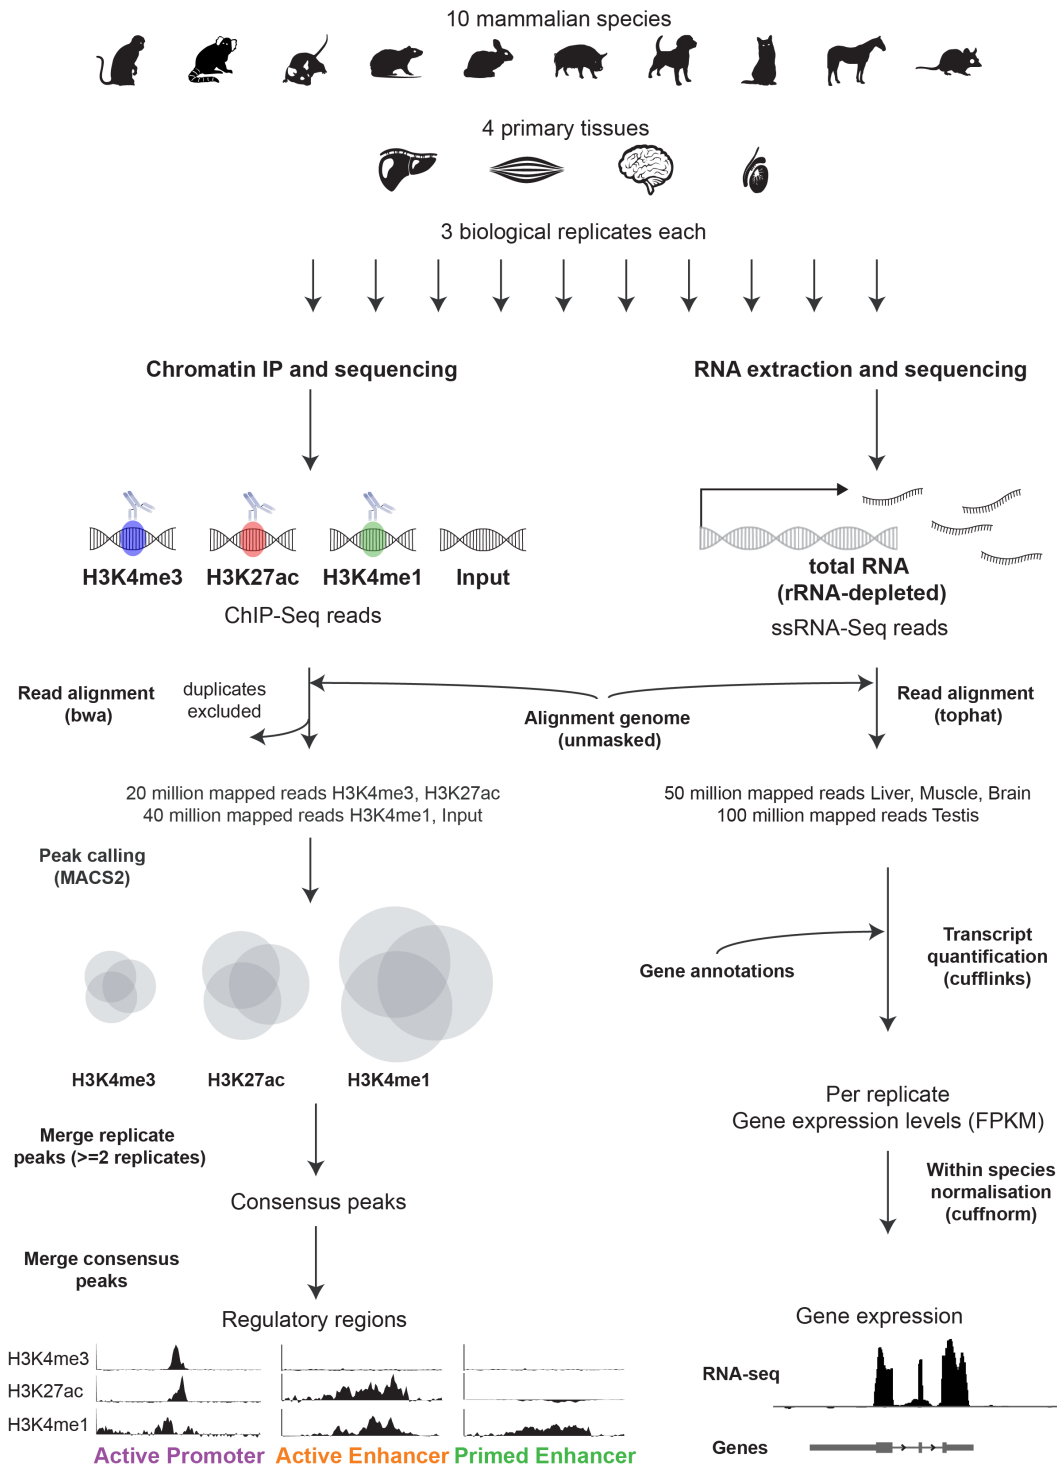 10 mammalian species
4 primary tissues
3 biological replicates each
Chromatin IP and sequencing
H3K4me3 H3K27ac H3K4me1 Input
ChIP-Seq reads
Read alignment
(bwa)
duplicates
excluded
Alignment genome
(unmasked)
20 million mapped reads H3K4me3, H3K27ac
40 million mapped reads H3K4me1, Input
Peak calling
(MACS2)
H3K4me3 H3K27ac H3K4me1
Merge replicate
peaks (>=2 replicates)
Consensus peaks
Merge consensus
peaks
Regulatory regions
H3K4me3
H3K27ac
H3K4me1
Active Promoter Active Enhancer Primed Enhancer
RNA extraction and sequencing
total RNA
(rRNA-depleted)
ssRNA-Seq reads
Read alignment
(tophat)
50 million mapped reads Liver, Muscle, Brain
100 million mapped reads Testis
Gene annotations
Transcript
quantification
(cufflinks)
Per replicate
Gene expression levels (FPKM)
Within species
normalisation
(cuffnorm)
Gene expression
RNA-seq
Genes